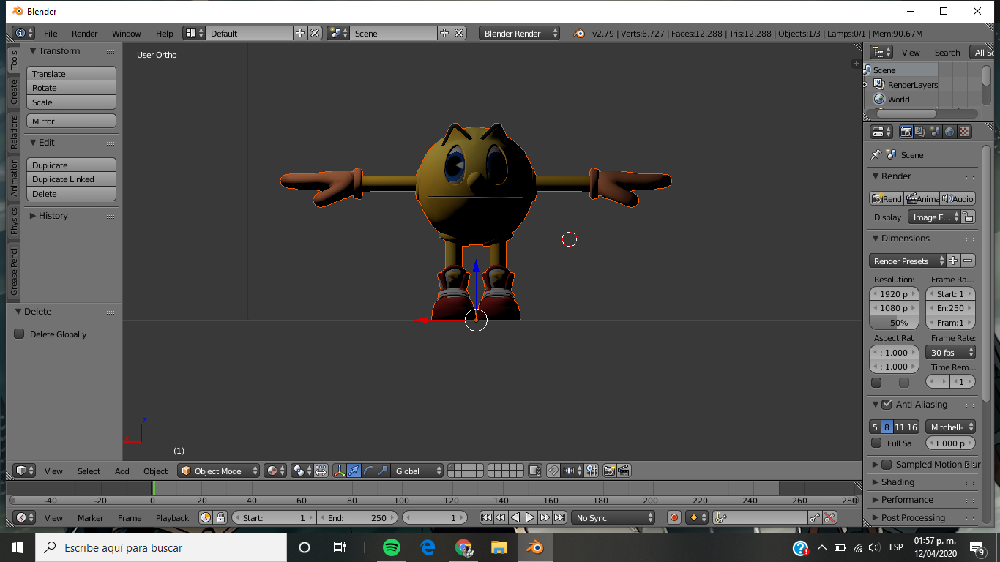 Blender
File Render Window Help Default Scene Blender Render v2.79 | Verts:6,727 | Faces:12,288 | Tris:12,288 | Objects:1/3 | Lamps:0/1 | Mem:90.67M
Tools
Create
Relations
Animation
Physics
Grease Pencil
Transform
Translate
Rotate
Scale
Mirror
Edit
Duplicate
Duplicate Linked
Delete
History
Delete
Delete Globally
User Ortho
z
x
(1)
View Search All Sc
Scene
RenderLayers
World
Scene
Render
Rend Anima Audio
Display Image E...
Dimensions
Render Presets
Resolution: Frame Ra...
1920 p Start: 1
1080 p En:250
50% Fram:1
Aspect Rat Frame Rate:
: 1.000 30 fps
: 1.000 Time Rem...
1
Anti-Aliasing
5 8 11 16 Mitchell-
Full Sa 1.000 p
Sampled Motion Blur
Shading
Performance
Post Processing
View Select Add Object Object Mode Global
-40 -20 0 20 40 60 80 100 120 140 160 180 200 220 240 260 280
View Marker Frame Playback Start: 1 End: 250 1 No Sync
Escribe aquí para buscar
ESP
01:57 p. m.
12/04/2020
9